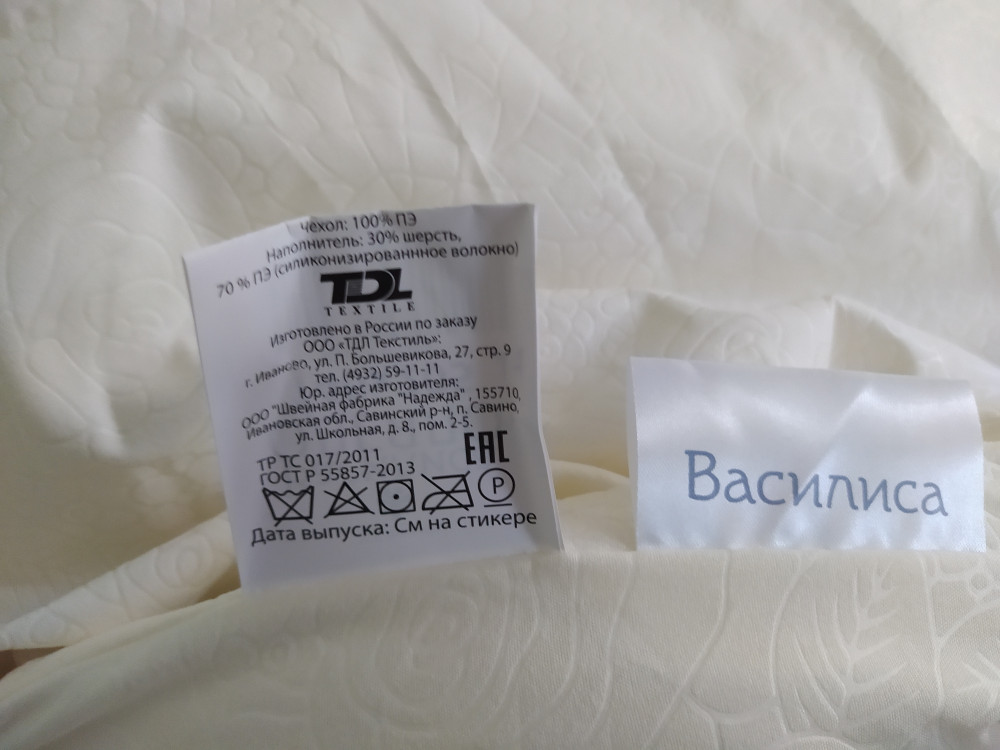 чехол: 100% ПЭ
Наполнитель: 30% шерсть,
70 % ПЭ (силиконизированнное волокно)
TDL
TEXTILE
Изготовлено в России по заказу
ООО «ТДЛ Текстиль»:
г. Иваново, ул. П. Большевикова, 27, стр. 9
тел. (4932) 59-11-11
Юр. адрес изготовителя:
ООО "Швейная фабрика "Надежда" , 155710,
Ивановская обл., Савинский р-н, п. Савино,
ул. Школьная, д. 8., пом. 2-5.
ТР ТС 017/2011
ГОСТ Р 55857-2013
EAC
P
Дата выпуска: См на стикере
Василиса